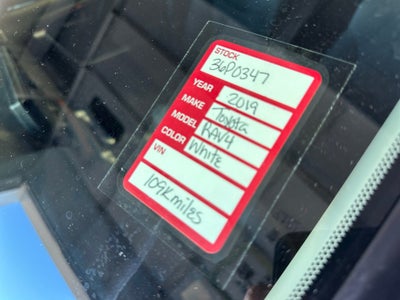 STOCK
36P0347
YEAR 2019
MAKE Toyota
MODEL RAV4
COLOR White
VIN
109K miles